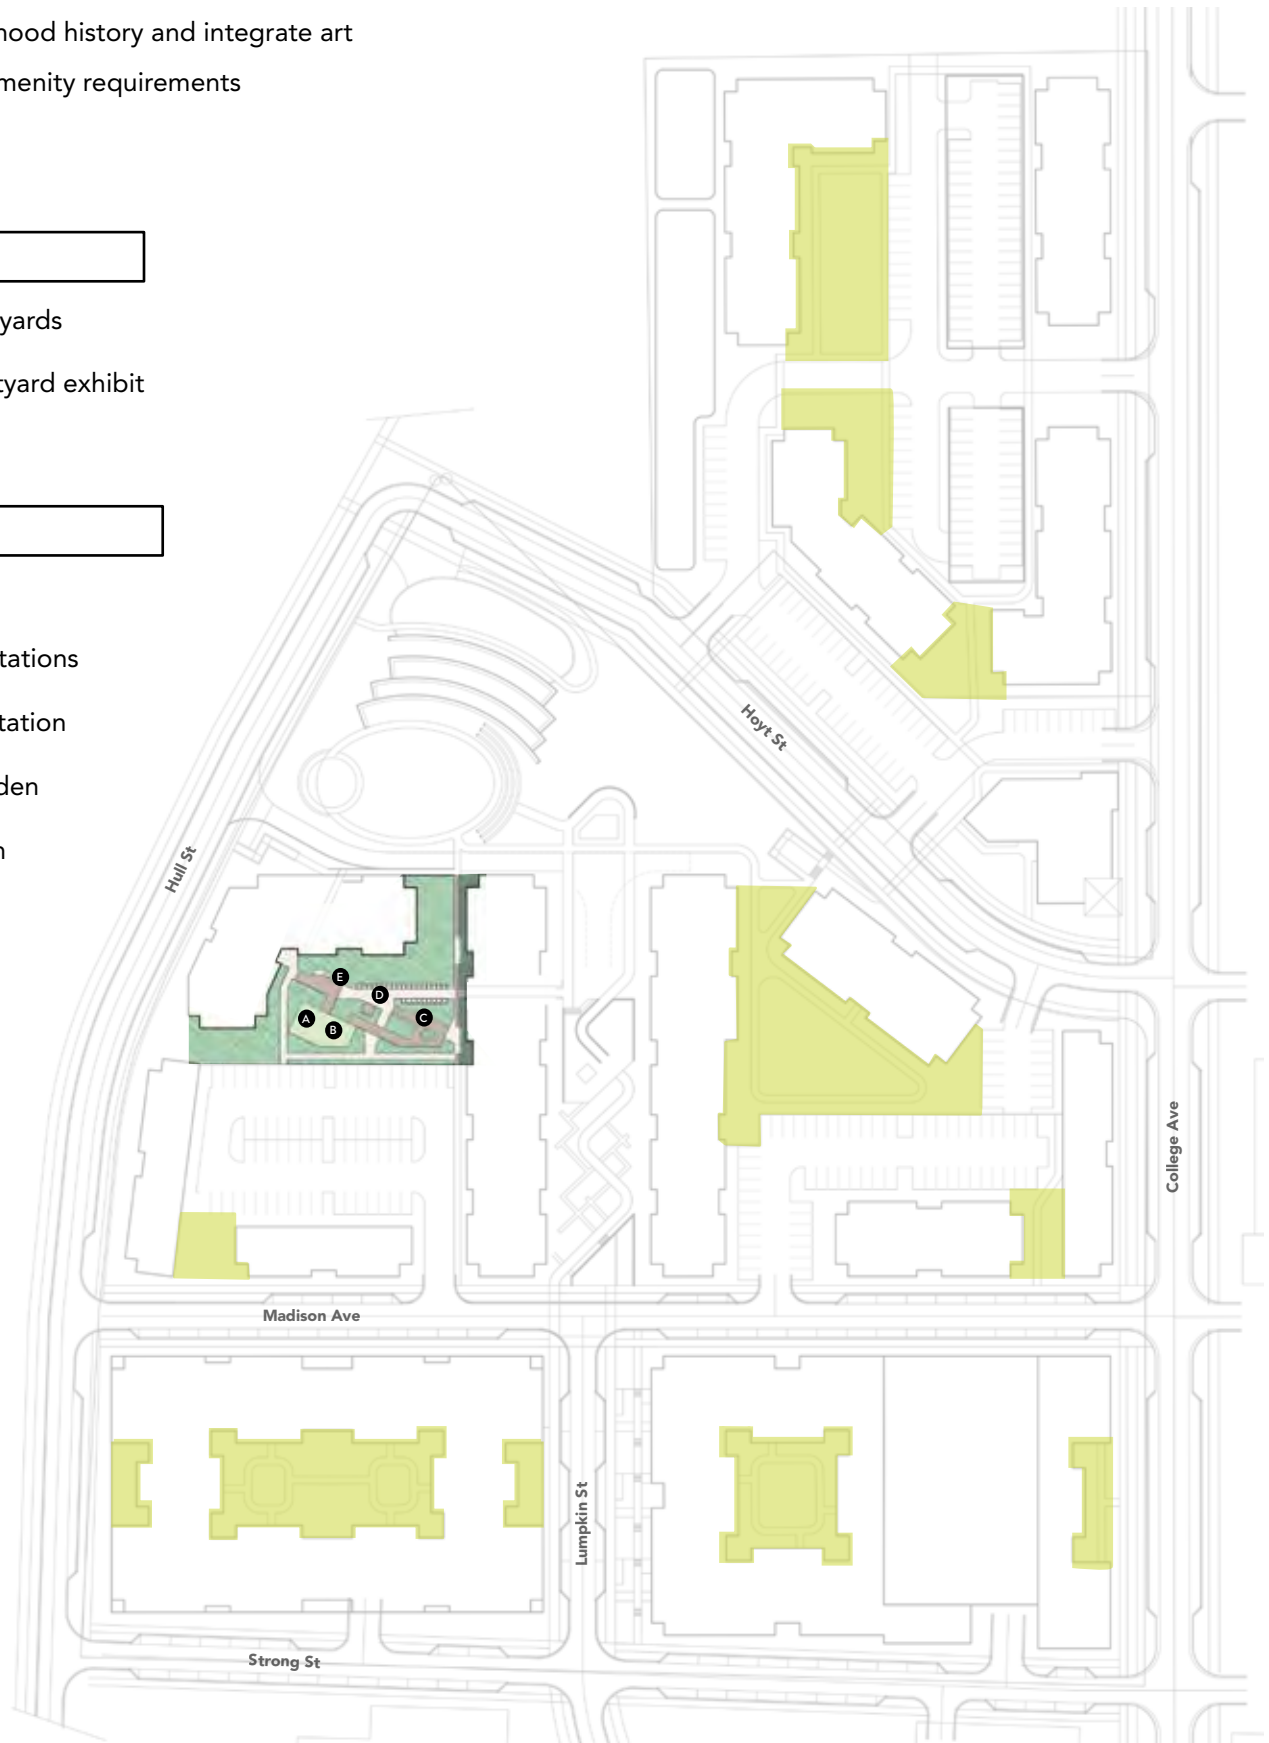 hood history and integrate art
menity requirements
yards
tyard exhibit
tations
tation
den
n
Hoyt St
Hull St
E
D
A
C
B
College Ave
Madison Ave
Lumpkin St
Strong St